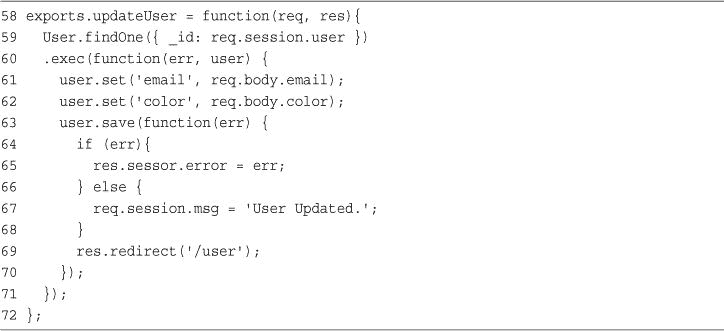 58 exports.updateUser = function(req, res){
59   User.findOne({ _id: req.session.user })
60   .exec(function(err, user) {
61     user.set('email', req.body.email);
62     user.set('color', req.body.color);
63     user.save(function(err) {
64       if (err){
65         res.sessor.error = err;
66       } else {
67         req.session.msg = 'User Updated.';
68       }
69       res.redirect('/user');
70     });
71   });
72 };